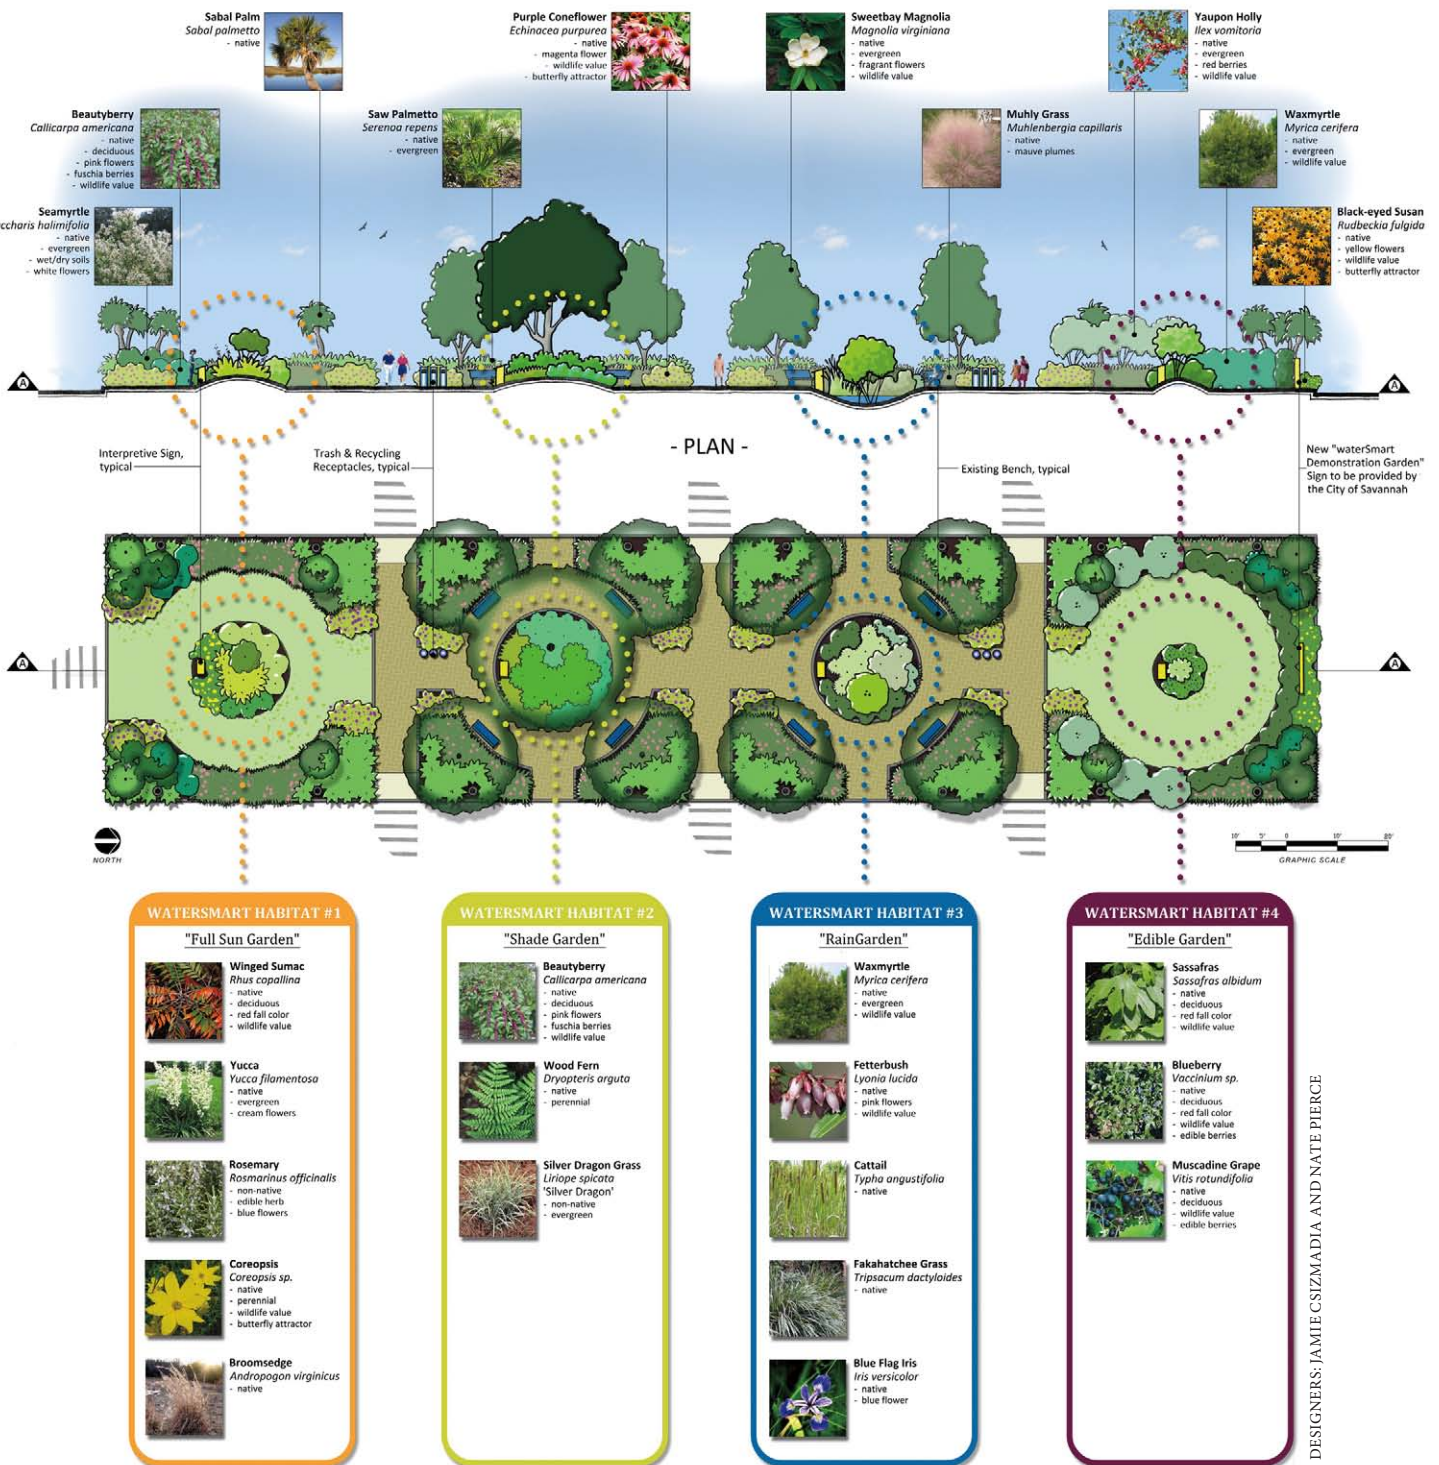 Sabal Palm
Sabal palmetto
- native
Purple Coneflower
Echinacea purpurea
- native
- magenta flower
- wildlife value
- butterfly attractor
Sweetbay Magnolia
Magnolia virginiana
- native
- evergreen
- fragrant flowers
- wildlife value
Yaupon Holly
Ilex vomitoria
- native
- evergreen
- red berries
- wildlife value
Beautyberry
Callicarpa americana
- native
- deciduous
- pink flowers
- fuschia berries
- wildlife value
Saw Palmetto
Serenoa repens
- native
- evergreen
Muhly Grass
Muhlenbergia capillaris
- native
- mauve plumes
Waxmyrtle
Myrica cerifera
- native
- evergreen
- wildlife value
Seamyrtle
ccharis halimifolia
- native
- evergreen
- wet/dry soils
- white flowers
Black-eyed Susan
Rudbeckia fulgida
- native
- yellow flowers
- wildlife value
- butterfly attractor
A
A
- PLAN -
Interpretive Sign,
typical
Trash & Recycling
Receptacles, typical
Existing Bench, typical
New "waterSmart
Demonstration Garden"
Sign to be provided by
the City of Savannah
A
A
NORTH
10' 5' 0 10' 20'
GRAPHIC SCALE
WATERSMART HABITAT #1
"Full Sun Garden"
Winged Sumac
Rhus copallina
- native
- deciduous
- red fall color
- wildlife value
Yucca
Yucca filamentosa
- native
- evergreen
- cream flowers
Rosemary
Rosmarinus officinalis
- non-native
- edible herb
- blue flowers
Coreopsis
Coreopsis sp.
- native
- perennial
- wildlife value
- butterfly attractor
Broomsedge
Andropogon virginicus
- native
WATERSMART HABITAT #2
"Shade Garden"
Beautyberry
Callicarpa americana
- native
- deciduous
- pink flowers
- fuschia berries
- wildlife value
Wood Fern
Dryopteris arguta
- native
- perennial
Silver Dragon Grass
Liriope spicata
'Silver Dragon'
- non-native
- evergreen
WATERSMART HABITAT #3
"RainGarden"
Waxmyrtle
Myrica cerifera
- native
- evergreen
- wildlife value
Fetterbush
Lyonia lucida
- native
- pink flowers
- wildlife value
Cattail
Typha angustifolia
- native
Fakahatchee Grass
Tripsacum dactyloides
- native
Blue Flag Iris
Iris versicolor
- native
- blue flower
WATERSMART HABITAT #4
"Edible Garden"
Sassafras
Sassafras albidum
- native
- deciduous
- red fall color
- wildlife value
Blueberry
Vaccinium sp.
- native
- deciduous
- red fall color
- wildlife value
- edible berries
Muscadine Grape
Vitis rotundifolia
- native
- deciduous
- wildlife value
- edible berries
DESIGNERS: JAMIE CSIZMADIA AND NATE PIERCE